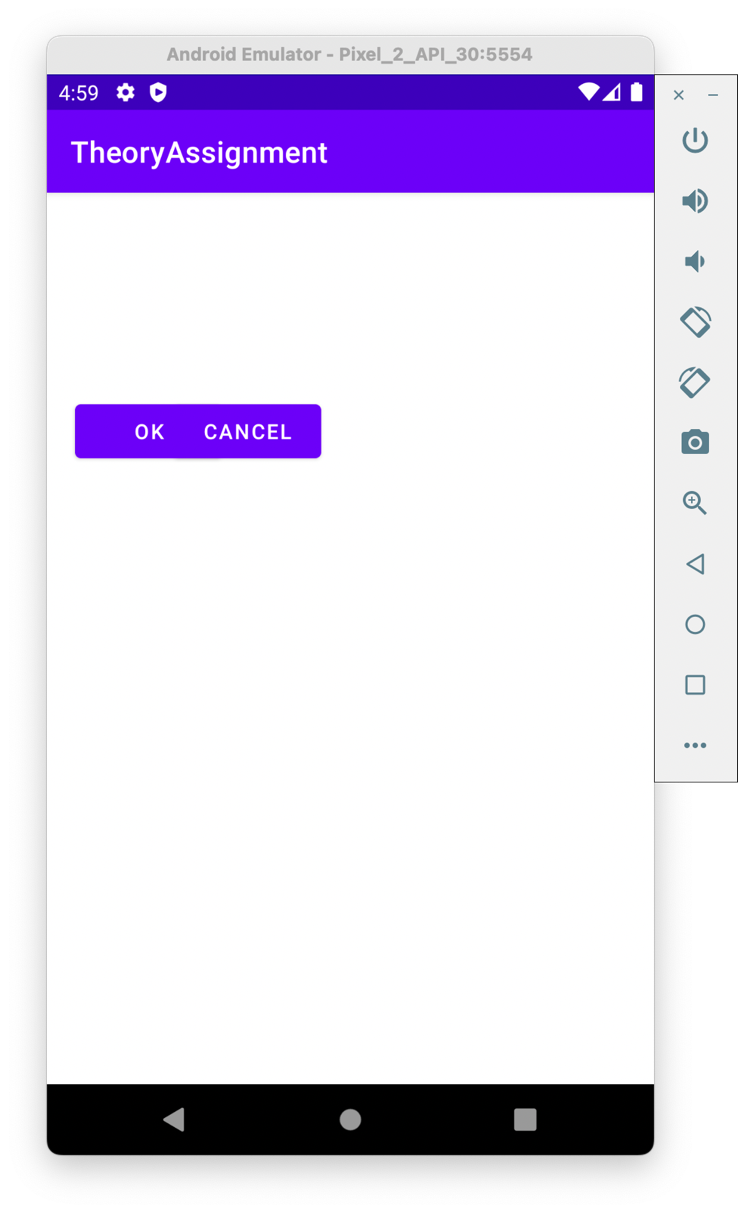 Android Emulator - Pixel_2_API_30:5554
4:59
TheoryAssignment
OK CANCEL